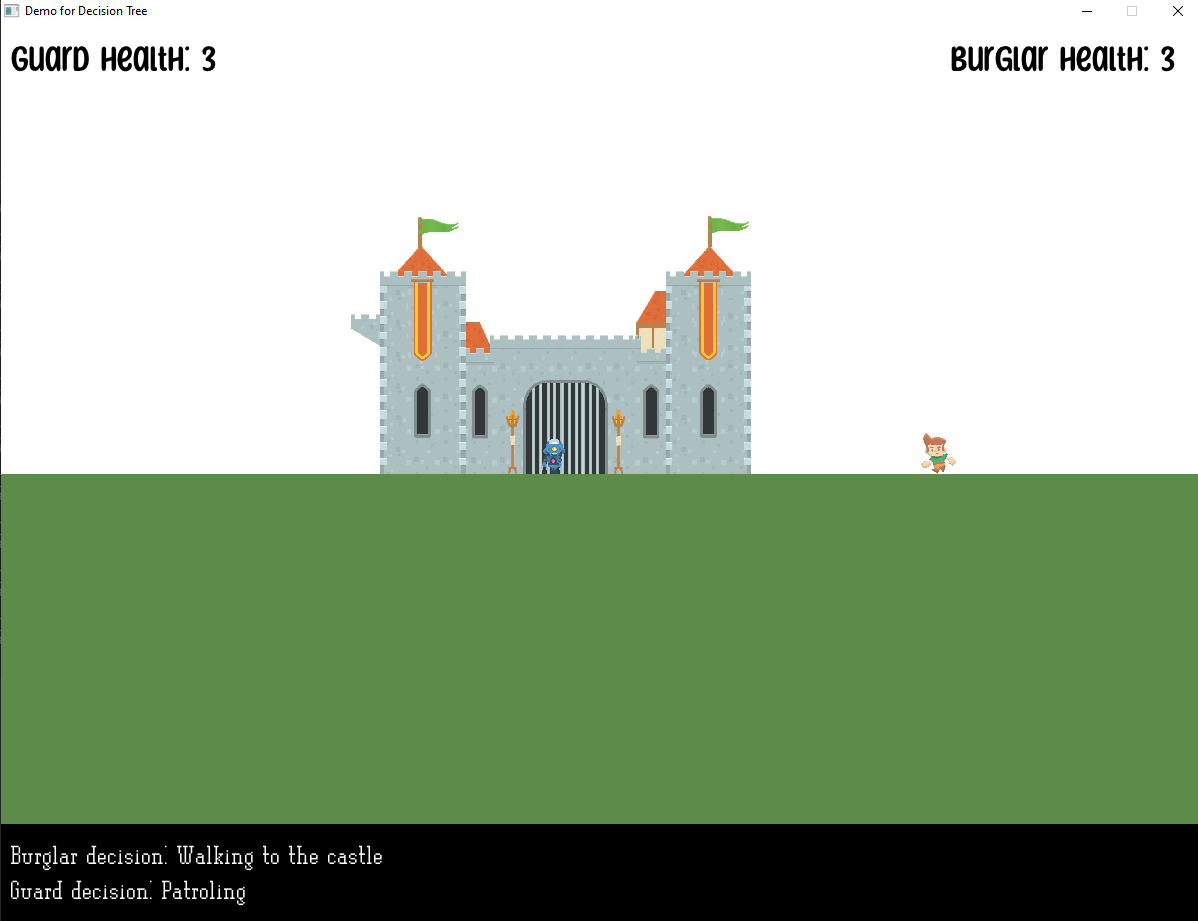 Demo for Decision Tree
Guard Health: 3
Burglar Health: 3
Burglar decision: Walking to the castle
Guard decision: Patroling